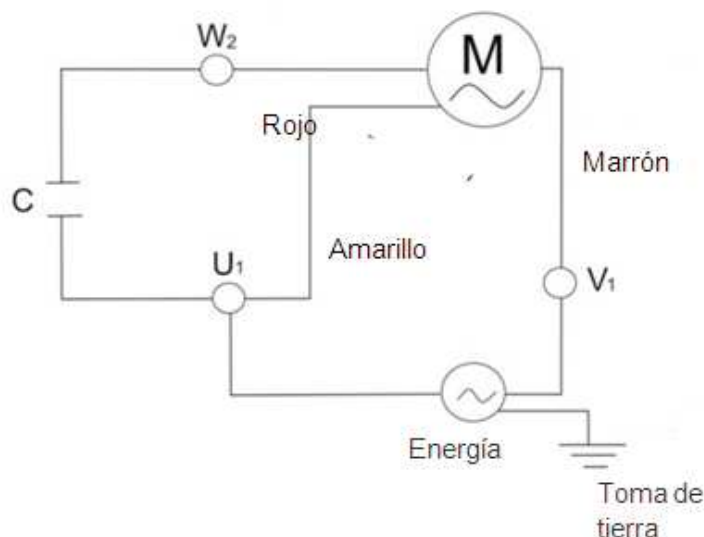 W₂
M
Rojo
Marrón
C
Amarillo
U₁
V₁
Energía
Toma de
tierra